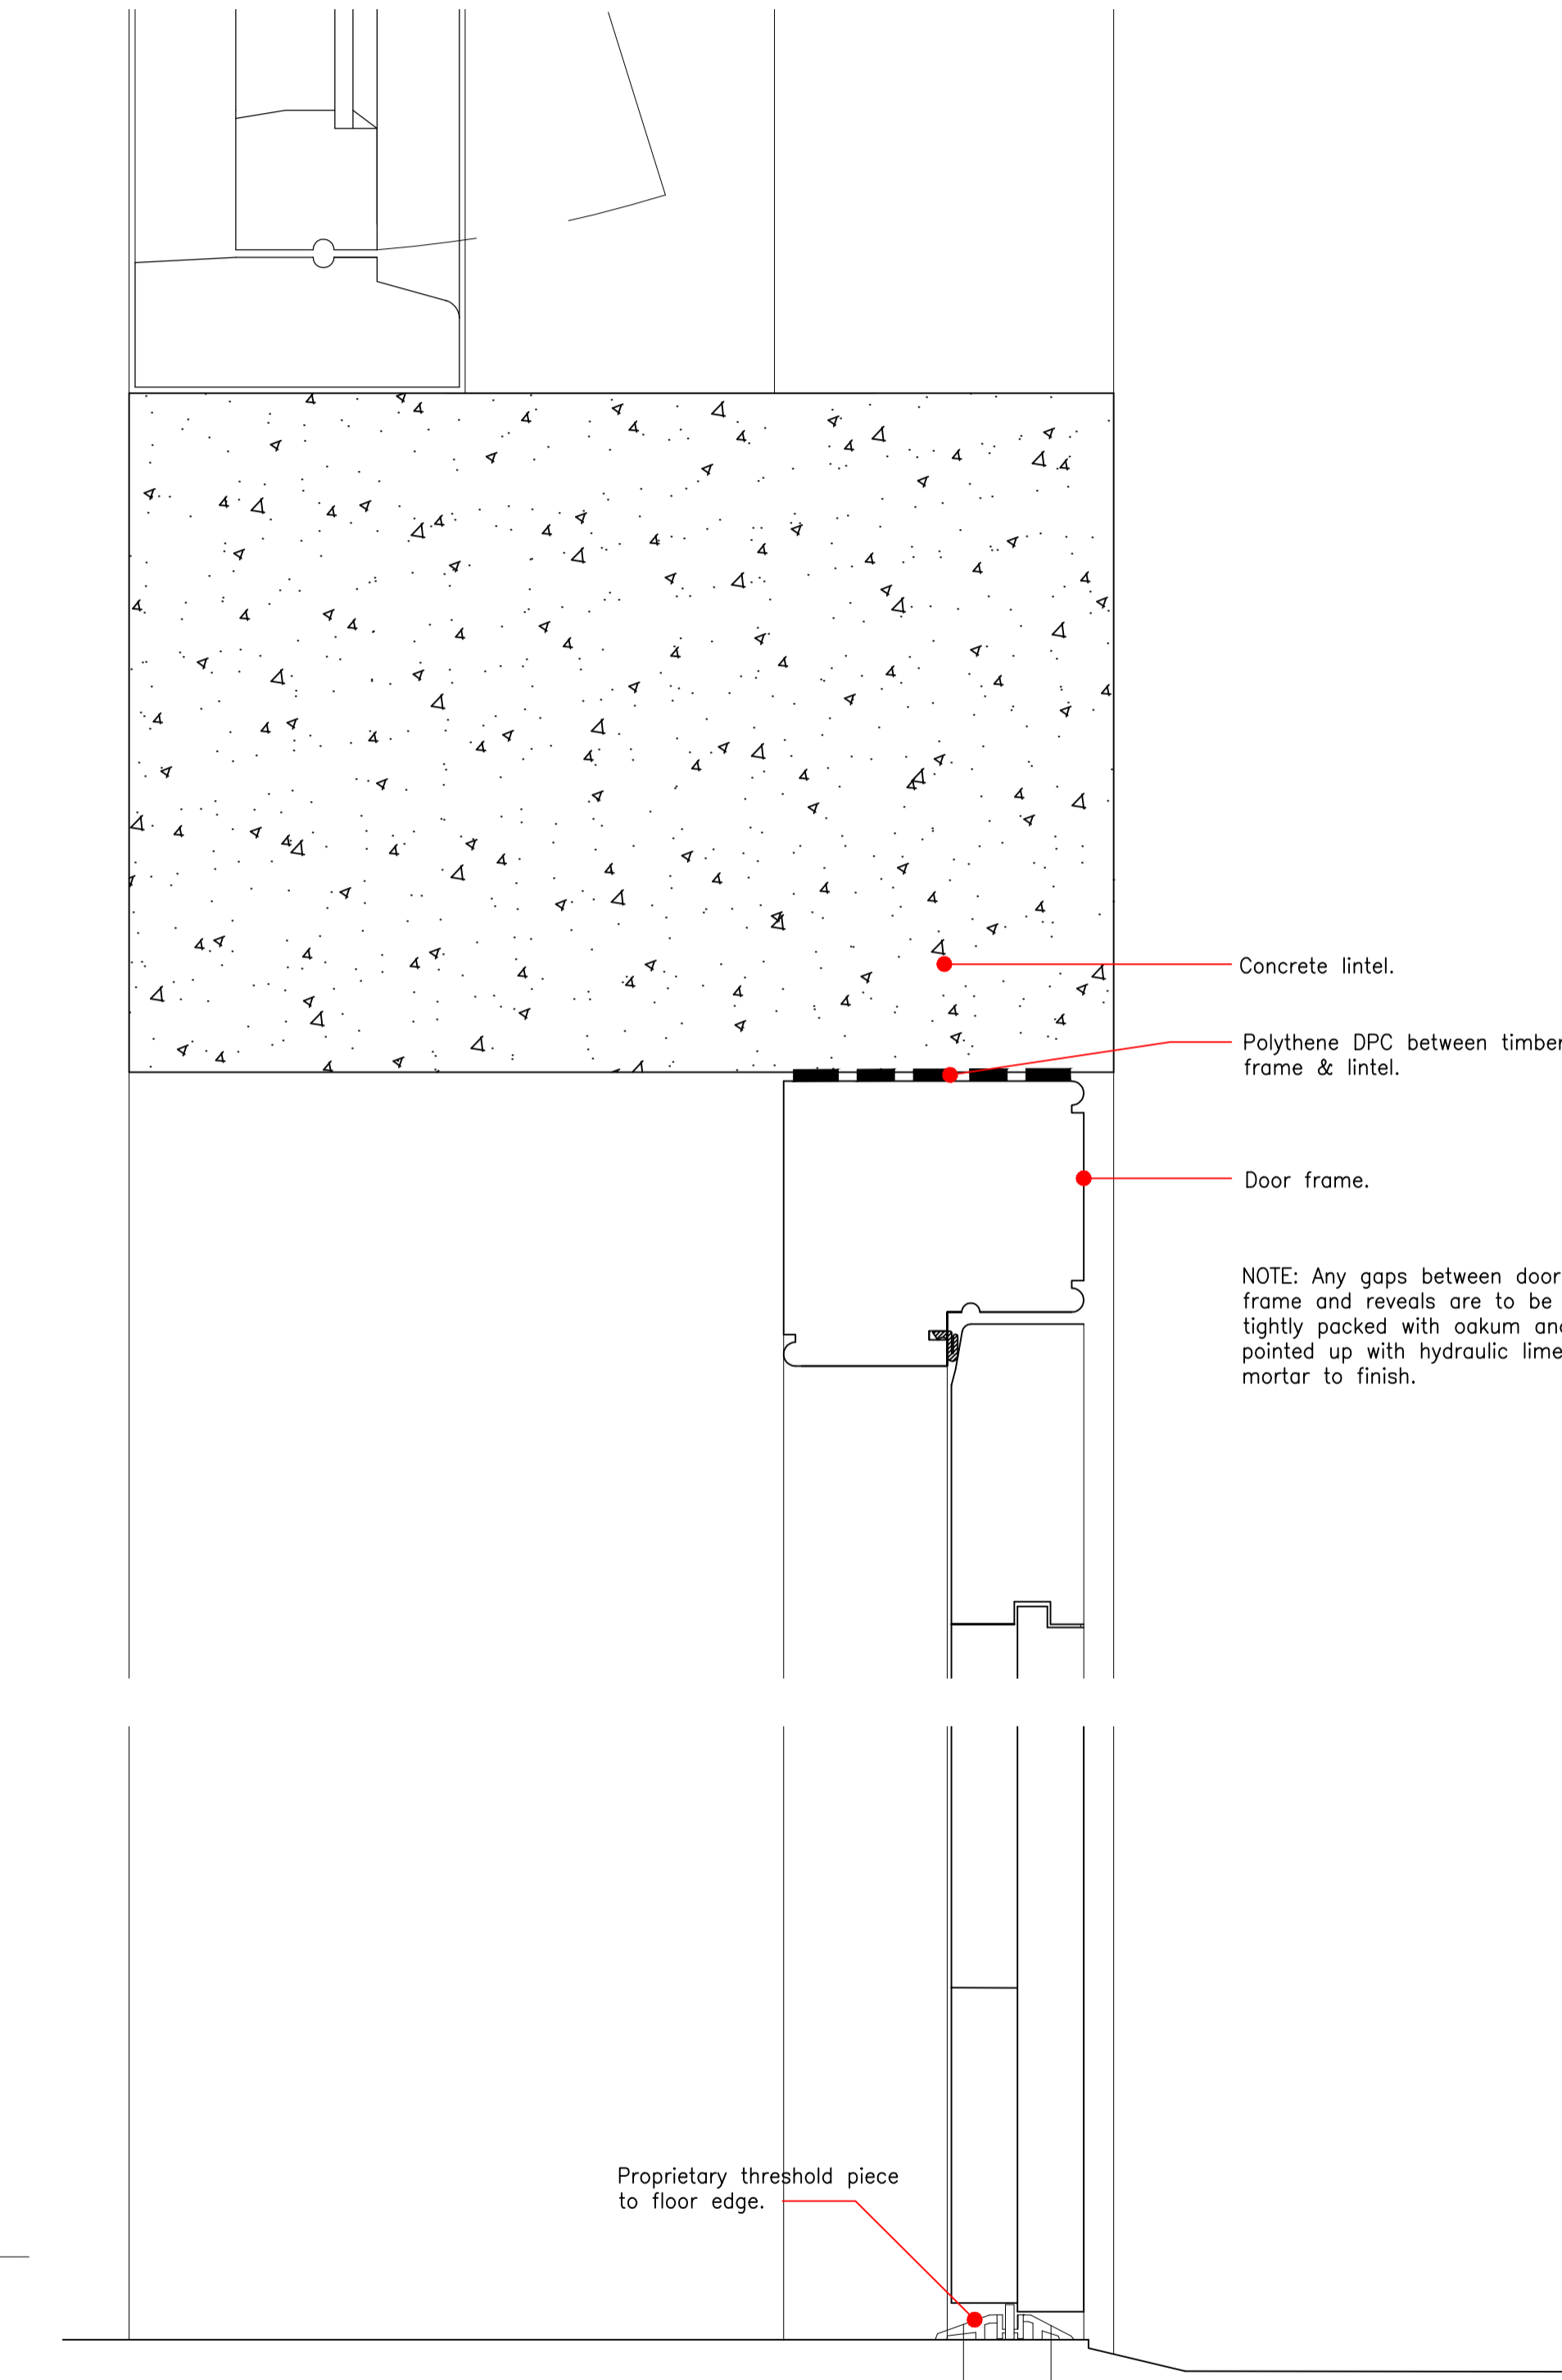 Concrete lintel.
Polythene DPC between timber
frame & lintel.
Door frame.
NOTE: Any gaps between door
frame and reveals are to be
tightly packed with oakum and
pointed up with hydraulic lime
mortar to finish.
Proprietary threshold piece
to floor edge.